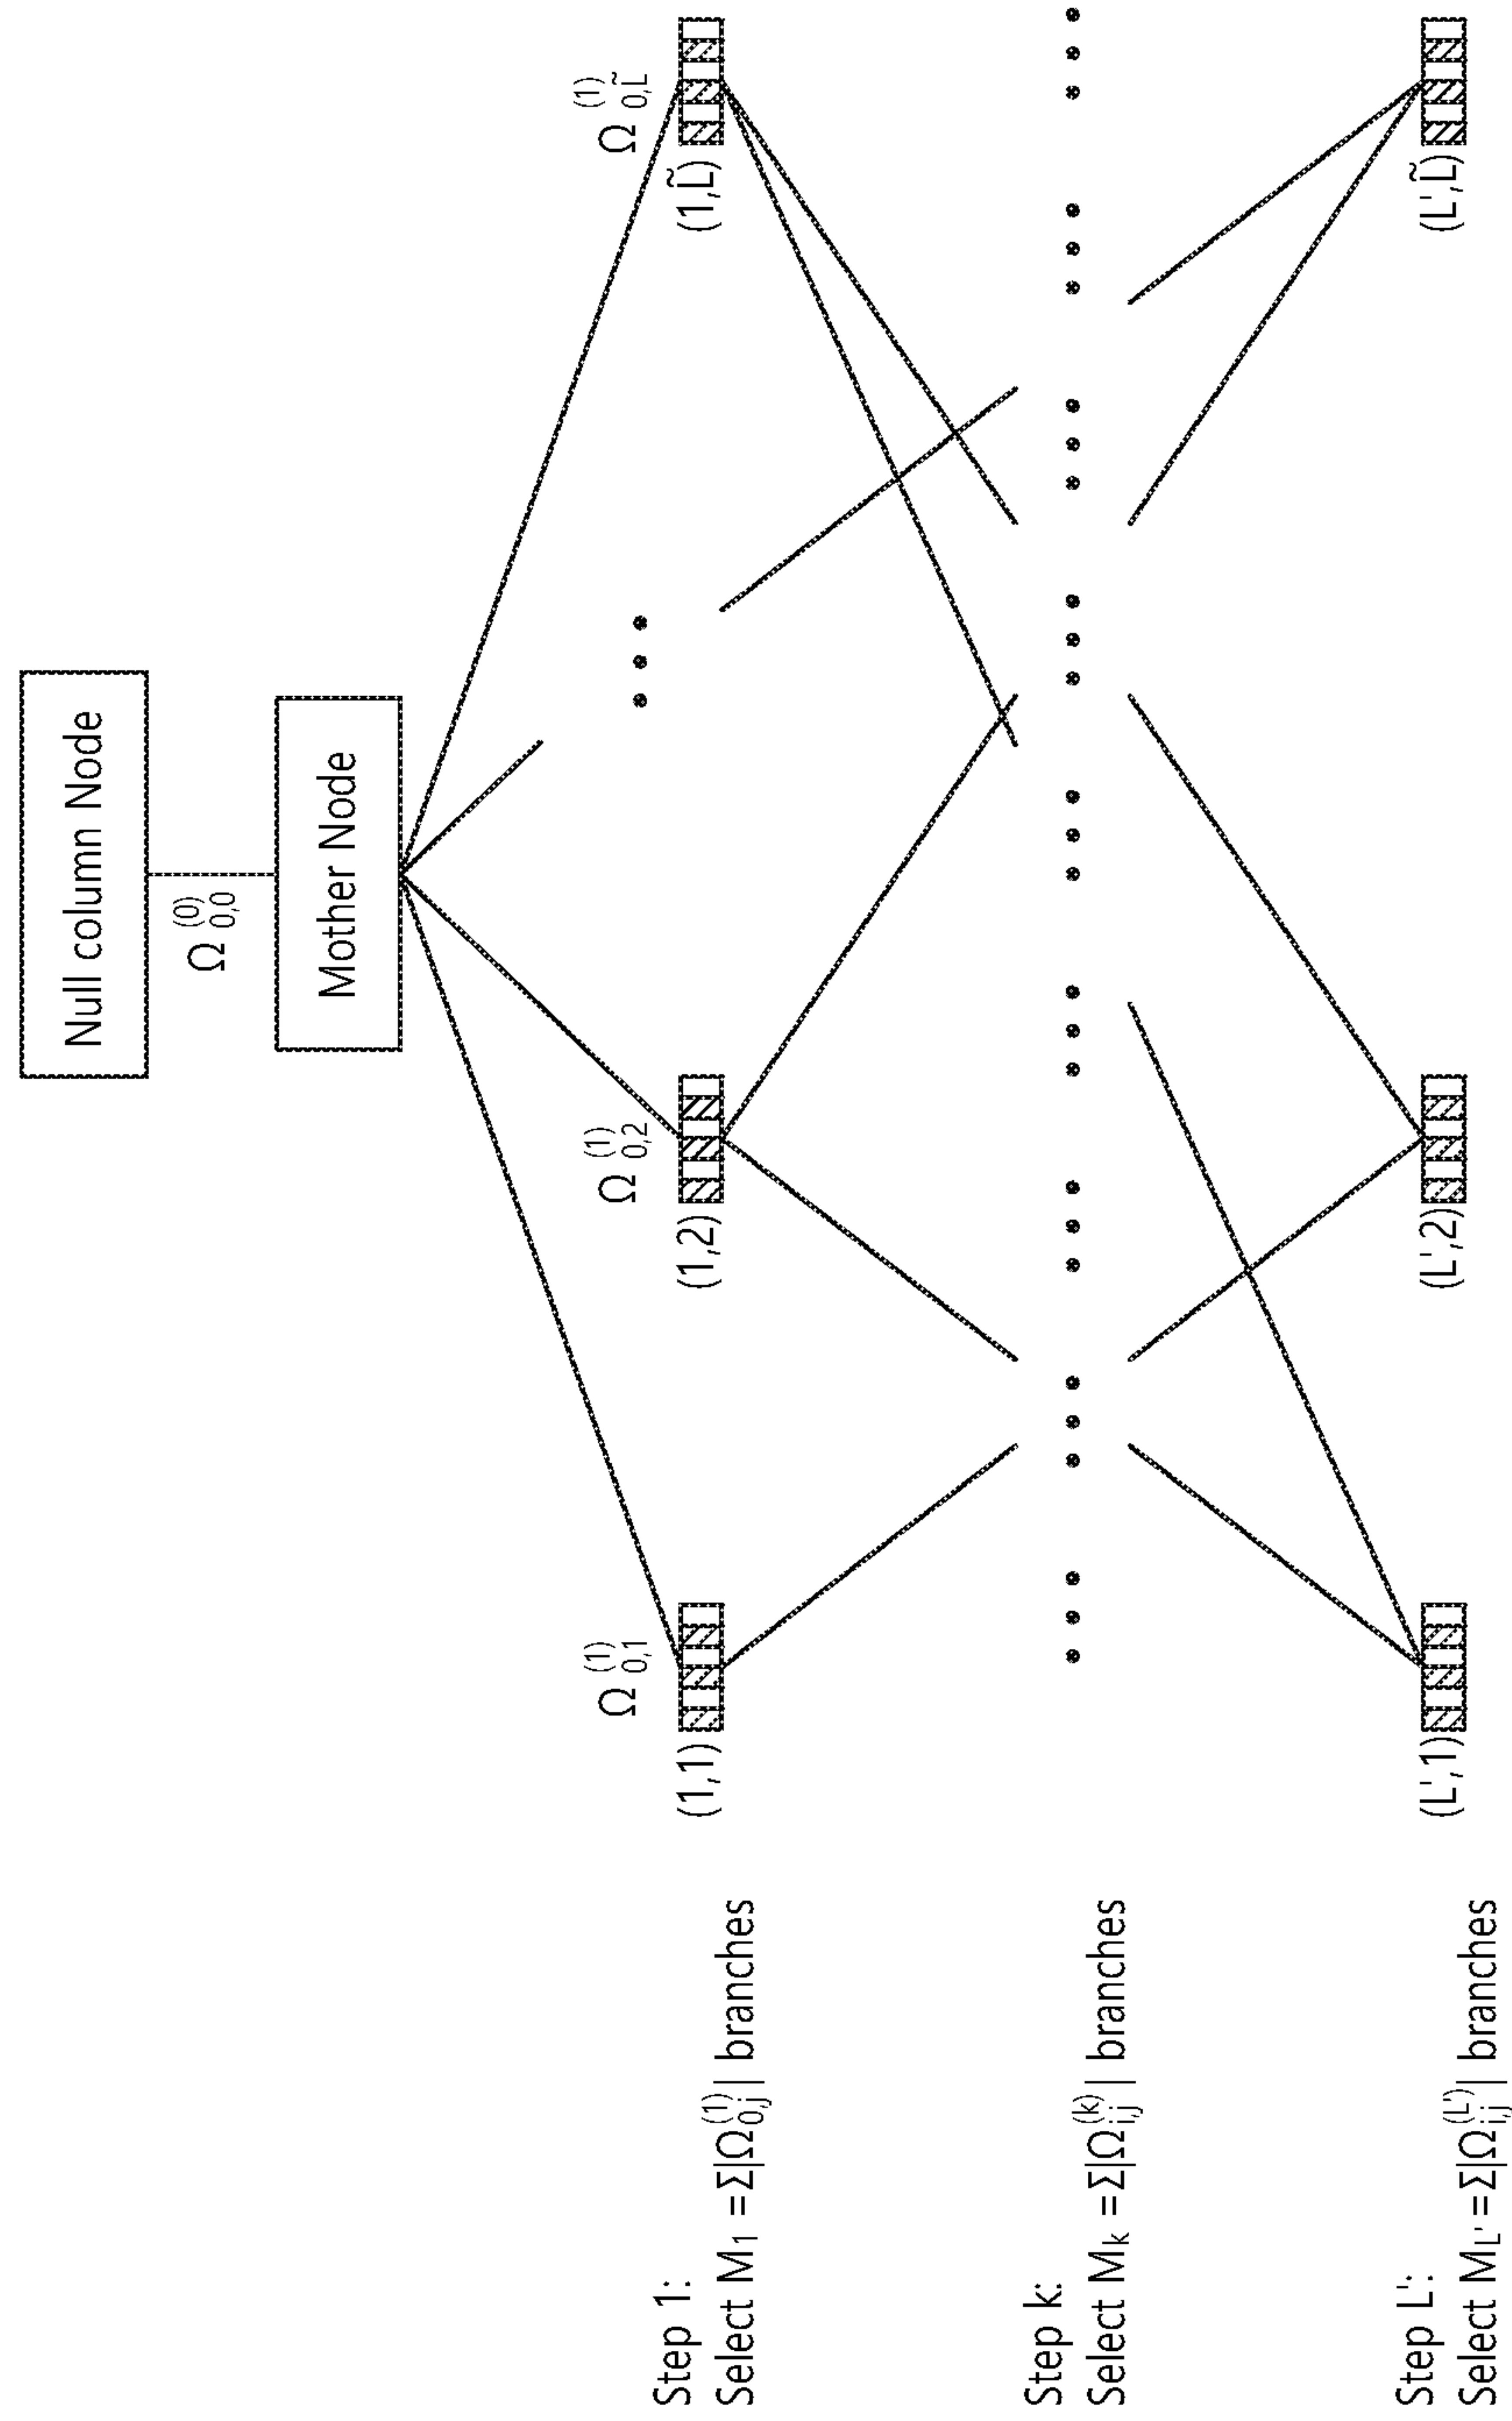 Null column Node
Ω(0)0,0
Mother Node
Ω(1)0,1
Ω(1)0,2
Ω(1)0,L̃
(1,1)
(1,2)
(1,L̃)
Step 1:
Select M1 =Σ|Ω(1)0,j| branches
Step k:
Select Mk =Σ|Ω(k)i,j| branches
Step L':
Select ML' =Σ|Ω(L')i,j| branches
(L',1)
(L',2)
(L',L̃)